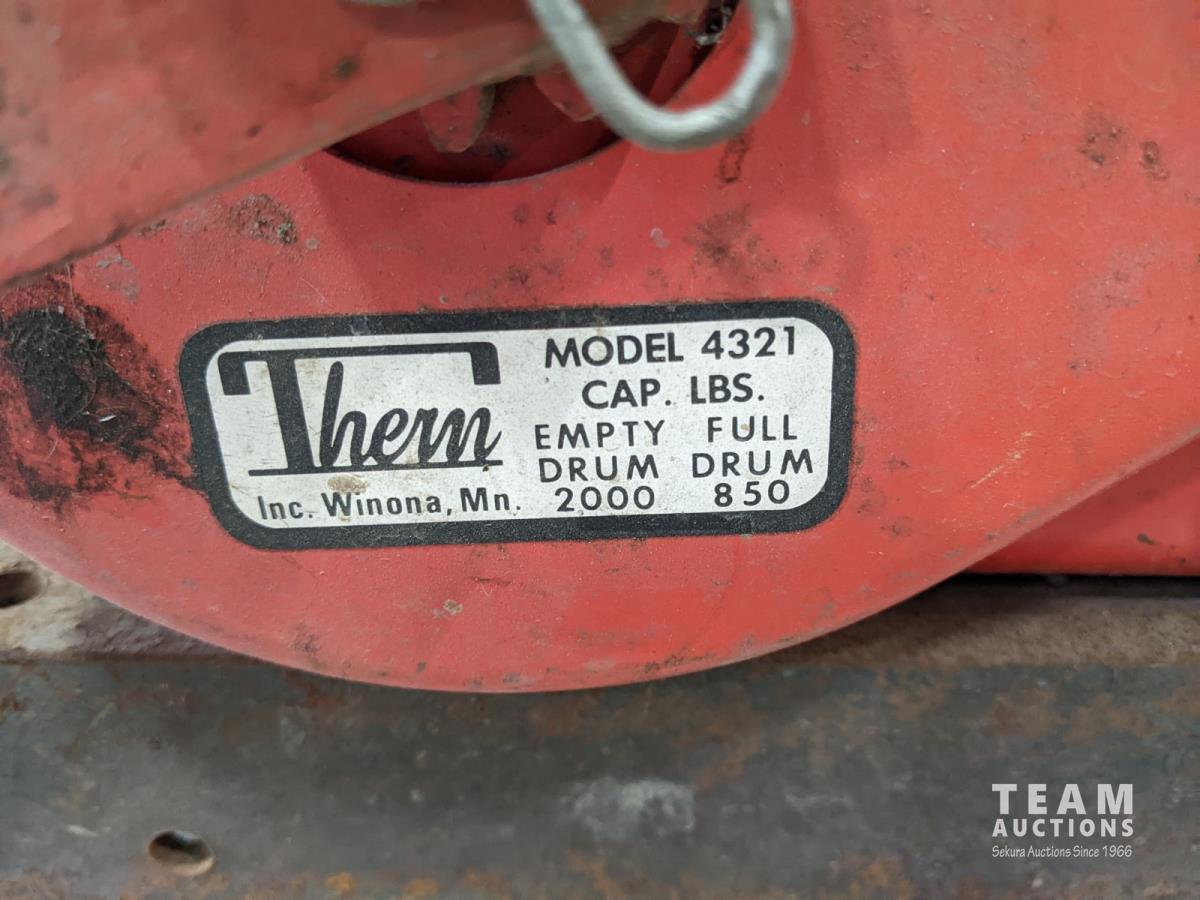 Thern
Inc. Winona, Mn.
MODEL 4321
CAP. LBS.
EMPTY FULL
DRUM DRUM
2000 850
TEAM
AUCTIONS
Sekura Auctions Since 1966